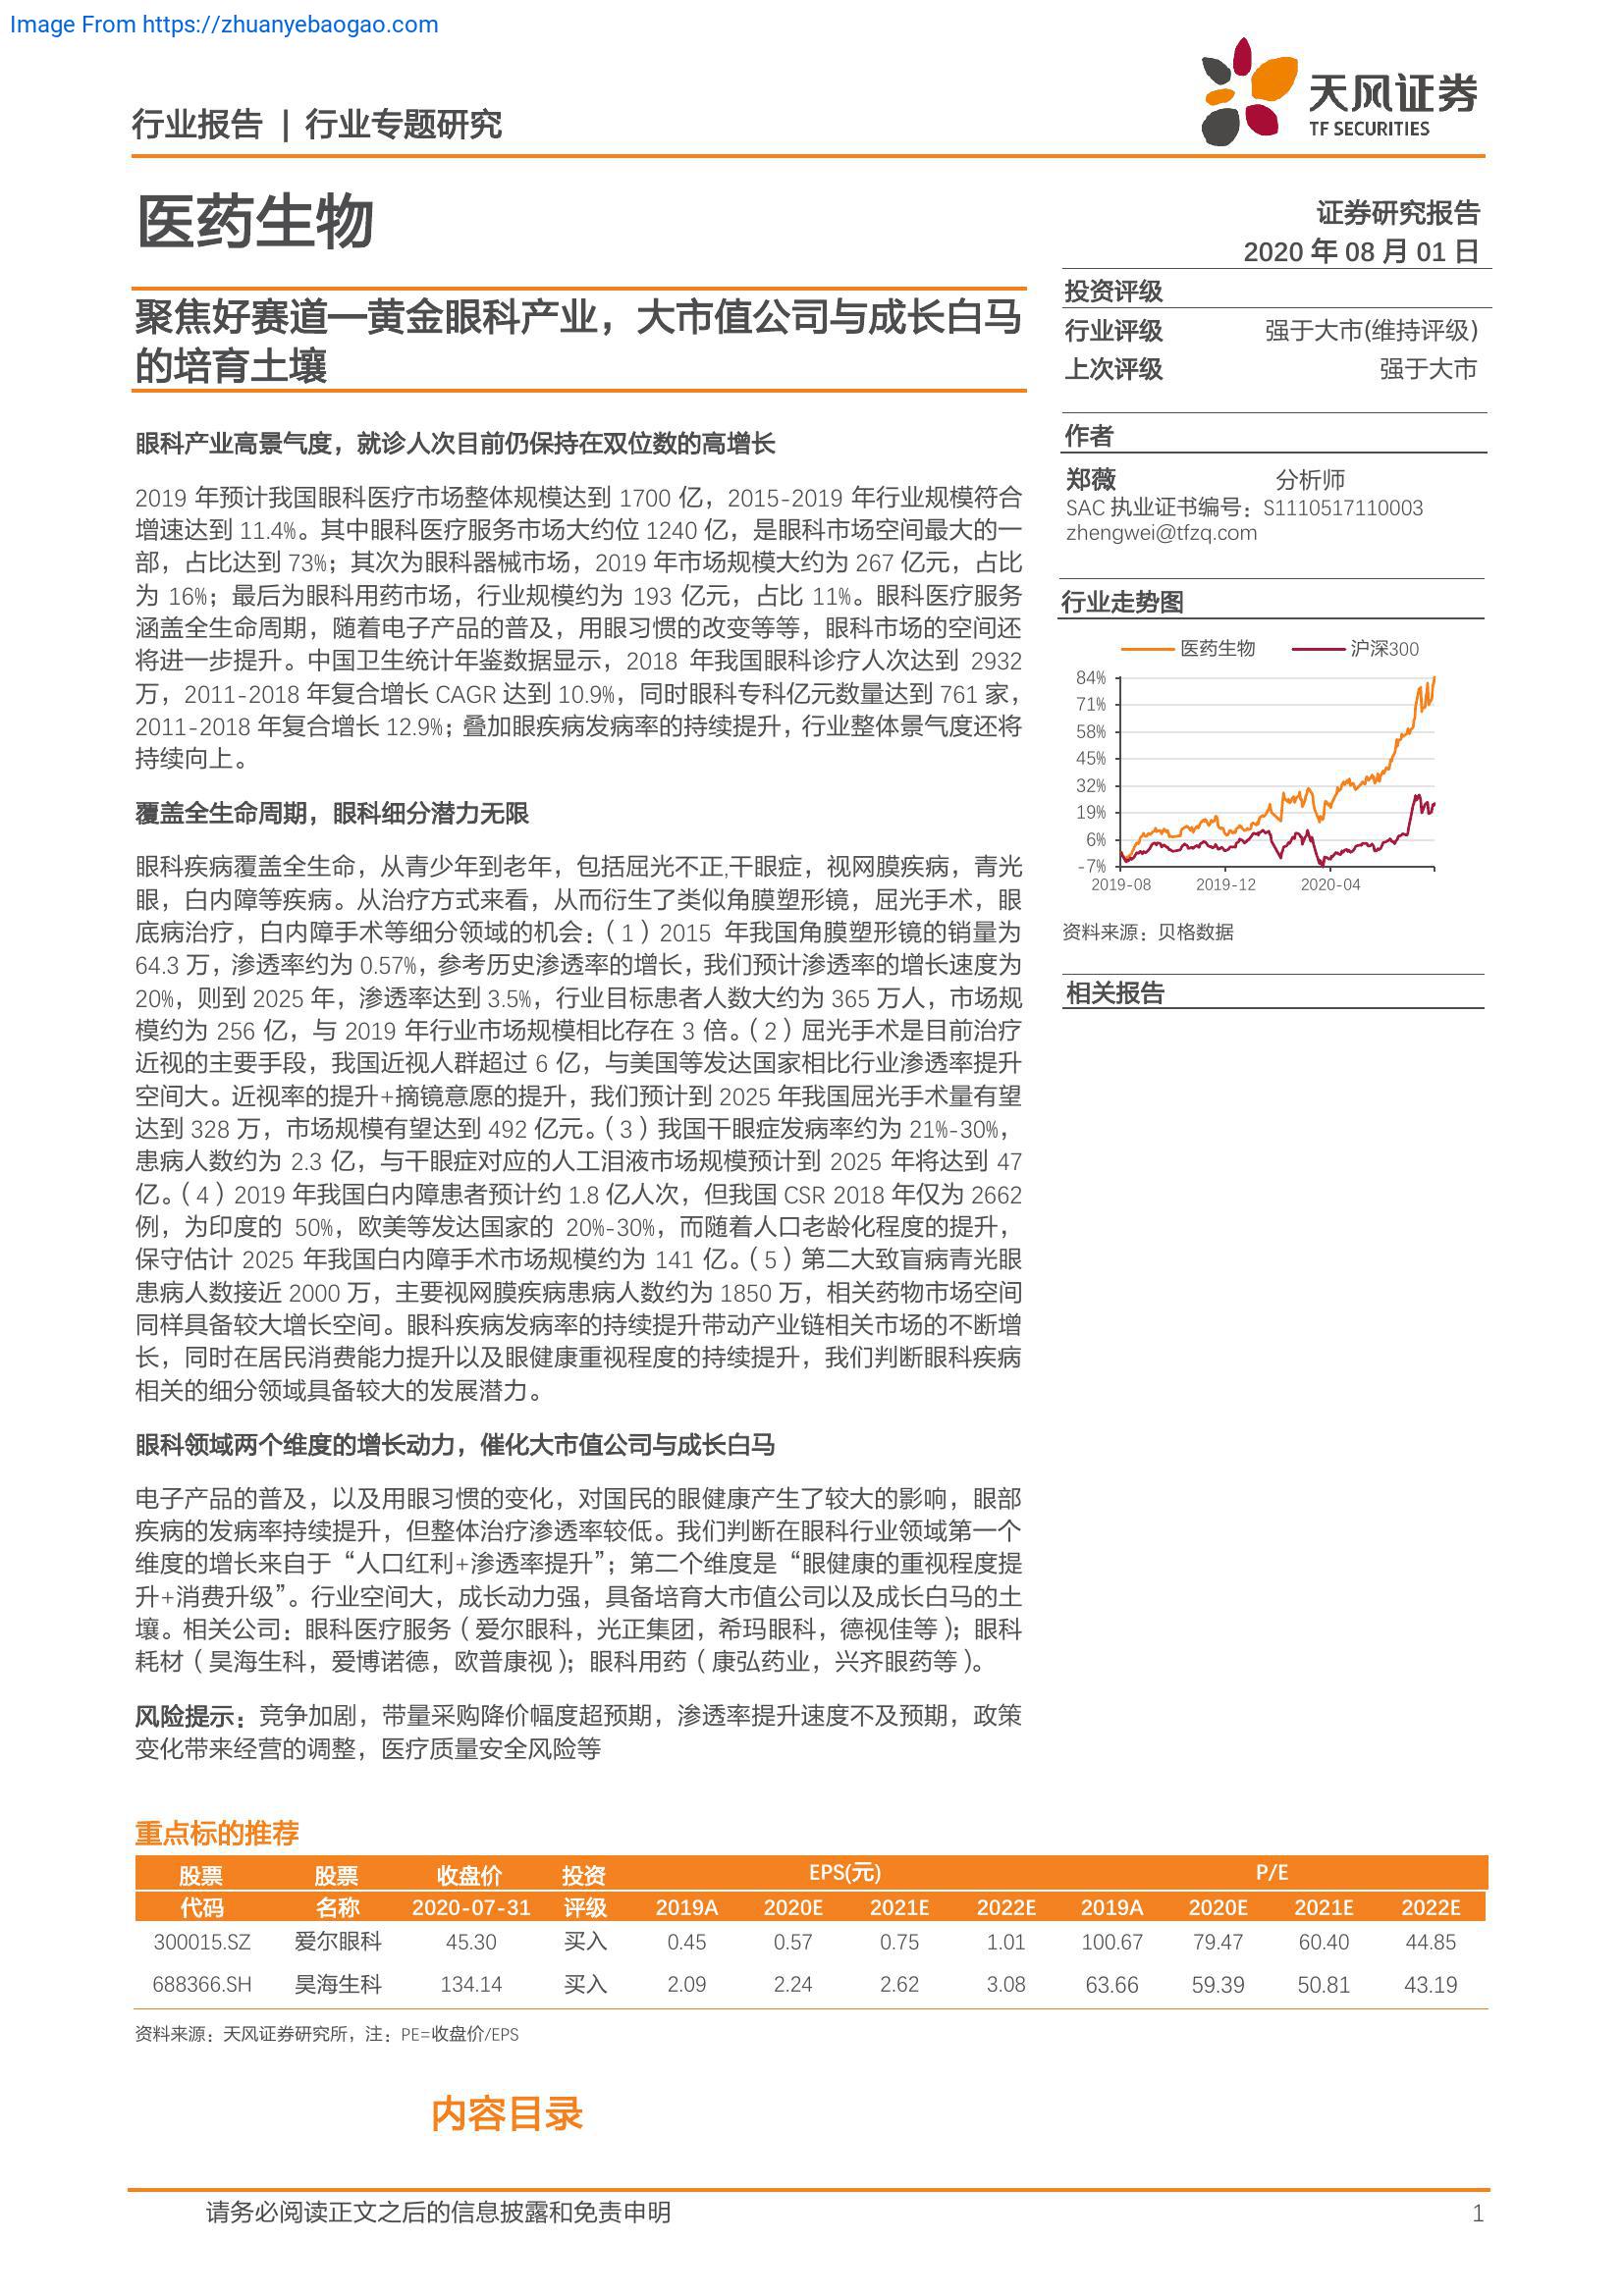 Image From https://zhuanyebaogao.com
行业报告 | 行业专题研究
天风证券
TF SECURITIES
医药生物
证券研究报告
2020 年 08 月 01 日
聚焦好赛道—黄金眼科产业，大市值公司与成长白马
的培育土壤
眼科产业高景气度，就诊人次目前仍保持在双位数的高增长
2019 年预计我国眼科医疗市场整体规模达到 1700 亿，2015-2019 年行业规模符合
增速达到 11.4%。其中眼科医疗服务市场大约位 1240 亿，是眼科市场空间最大的一
部，占比达到 73%；其次为眼科器械市场，2019 年市场规模大约为 267 亿元，占比
为 16%；最后为眼科用药市场，行业规模约为 193 亿元，占比 11%。眼科医疗服务
涵盖全生命周期，随着电子产品的普及，用眼习惯的改变等等，眼科市场的空间还
将进一步提升。中国卫生统计年鉴数据显示，2018 年我国眼科诊疗人次达到 2932
万，2011-2018 年复合增长 CAGR 达到 10.9%，同时眼科专科亿元数量达到 761 家，
2011-2018 年复合增长 12.9%；叠加眼疾病发病率的持续提升，行业整体景气度还将
持续向上。
覆盖全生命周期，眼科细分潜力无限
眼科疾病覆盖全生命，从青少年到老年，包括屈光不正,干眼症，视网膜疾病，青光
眼，白内障等疾病。从治疗方式来看，从而衍生了类似角膜塑形镜，屈光手术，眼
底病治疗，白内障手术等细分领域的机会：（1）2015 年我国角膜塑形镜的销量为
64.3 万，渗透率约为 0.57%，参考历史渗透率的增长，我们预计渗透率的增长速度为
20%，则到 2025 年，渗透率达到 3.5%，行业目标患者人数大约为 365 万人，市场规
模约为 256 亿，与 2019 年行业市场规模相比存在 3 倍。（2）屈光手术是目前治疗
近视的主要手段，我国近视人群超过 6 亿，与美国等发达国家相比行业渗透率提升
空间大。近视率的提升+摘镜意愿的提升，我们预计到 2025 年我国屈光手术量有望
达到 328 万，市场规模有望达到 492 亿元。（3）我国干眼症发病率约为 21%-30%，
患病人数约为 2.3 亿，与干眼症对应的人工泪液市场规模预计到 2025 年将达到 47
亿。（4）2019 年我国白内障患者预计约 1.8 亿人次，但我国 CSR 2018 年仅为 2662
例，为印度的 50%，欧美等发达国家的 20%-30%，而随着人口老龄化程度的提升，
保守估计 2025 年我国白内障手术市场规模约为 141 亿。（5）第二大致盲病青光眼
患病人数接近 2000 万，主要视网膜疾病患病人数约为 1850 万，相关药物市场空间
同样具备较大增长空间。眼科疾病发病率的持续提升带动产业链相关市场的不断增
长，同时在居民消费能力提升以及眼健康重视程度的持续提升，我们判断眼科疾病
相关的细分领域具备较大的发展潜力。
眼科领域两个维度的增长动力，催化大市值公司与成长白马
电子产品的普及，以及用眼习惯的变化，对国民的眼健康产生了较大的影响，眼部
疾病的发病率持续提升，但整体治疗渗透率较低。我们判断在眼科行业领域第一个
维度的增长来自于“人口红利+渗透率提升”；第二个维度是“眼健康的重视程度提
升+消费升级”。行业空间大，成长动力强，具备培育大市值公司以及成长白马的土
壤。相关公司：眼科医疗服务（爱尔眼科，光正集团，希玛眼科，德视佳等）；眼科
耗材（昊海生科，爱博诺德，欧普康视）；眼科用药（康弘药业，兴齐眼药等）。
风险提示：竞争加剧，带量采购降价幅度超预期，渗透率提升速度不及预期，政策
变化带来经营的调整，医疗质量安全风险等
投资评级
行业评级 强于大市(维持评级)
上次评级 强于大市
作者
郑薇 分析师
SAC 执业证书编号：S1110517110003
zhengwei@tfzq.com
行业走势图
医药生物 沪深300
84%
71%
58%
45%
32%
19%
6%
-7%
2019-08 2019-12 2020-04
资料来源：贝格数据
相关报告
重点标的推荐
股票 股票 收盘价 投资 EPS(元) P/E
代码 名称 2020-07-31 评级 2019A 2020E 2021E 2022E 2019A 2020E 2021E 2022E
300015.SZ 爱尔眼科 45.30 买入 0.45 0.57 0.75 1.01 100.67 79.47 60.40 44.85
688366.SH 昊海生科 134.14 买入 2.09 2.24 2.62 3.08 63.66 59.39 50.81 43.19
资料来源：天风证券研究所，注：PE=收盘价/EPS
内容目录
请务必阅读正文之后的信息披露和免责申明 1